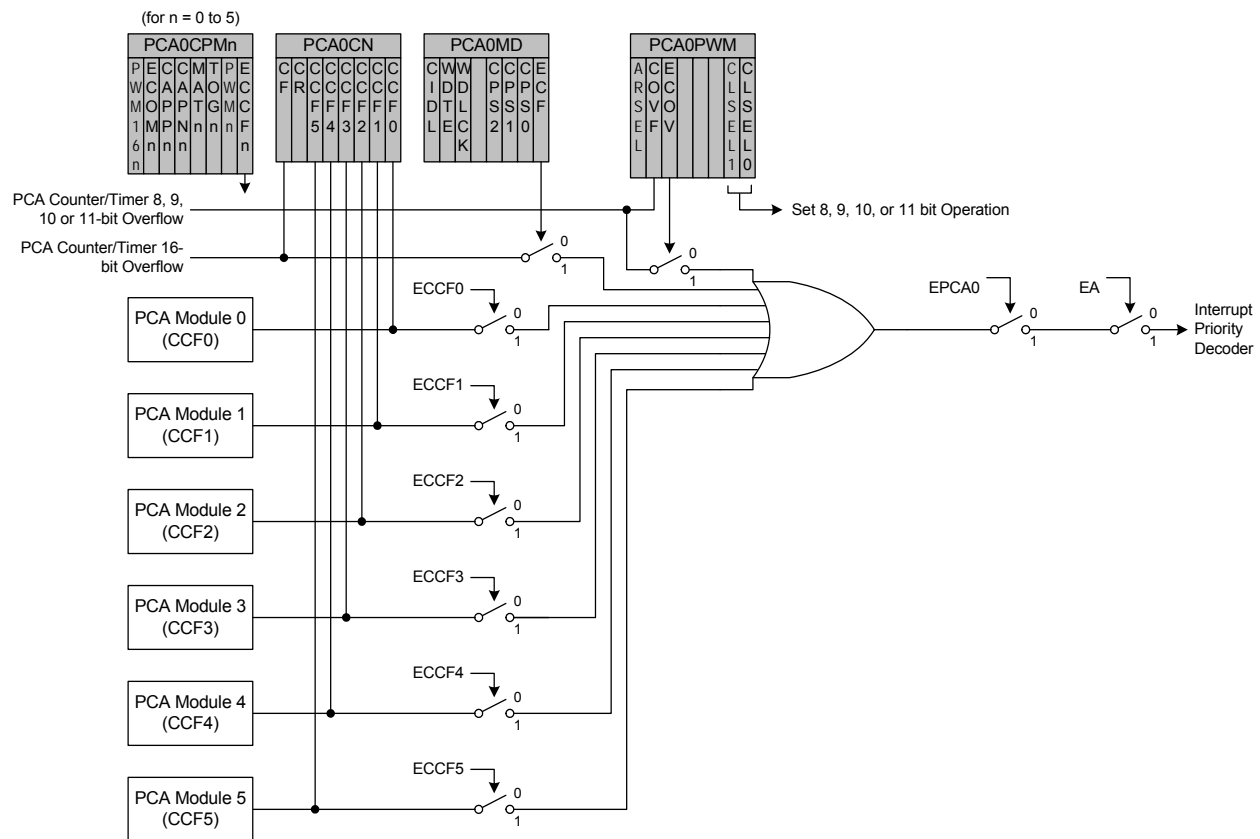 (for n = 0 to 5)
PCA0CPMn
PWM16n
ECOMn
CAPPn
CAPNn
MATn
TOGn
PWMn
ECCFn
PCA0CN
CF
CR
CCF5
CCF4
CCF3
CCF2
CCF1
CCF0
PCA0MD
CIDL
WDTE
WDLCK
CPS2
CPS1
CPS0
ECF
PCA0PWM
ARSEL
COVF
ECOV
CLSEL1
CLSEL0
PCA Counter/Timer 8, 9,
10 or 11-bit Overflow
Set 8, 9, 10, or 11 bit Operation
PCA Counter/Timer 16-
bit Overflow
0
1
0
1
PCA Module 0
(CCF0)
ECCF0
0
1
EPCA0
0
1
EA
0
1
Interrupt
Priority
Decoder
PCA Module 1
(CCF1)
ECCF1
0
1
PCA Module 2
(CCF2)
ECCF2
0
1
PCA Module 3
(CCF3)
ECCF3
0
1
PCA Module 4
(CCF4)
ECCF4
0
1
PCA Module 5
(CCF5)
ECCF5
0
1